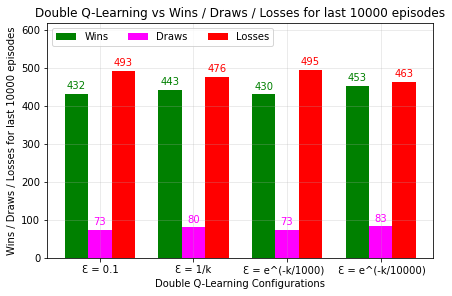 Double Q-Learning vs Wins / Draws / Losses for last 10000 episodes
Wins / Draws / Losses for last 10000 episodes
600
500
400
300
200
100
0
Wins
Draws
Losses
432
73
493
443
80
476
430
73
495
453
83
463
Ɛ = 0.1
Ɛ = 1/k
Ɛ = e^(-k/1000)
Ɛ = e^(-k/10000)
Double Q-Learning Configurations